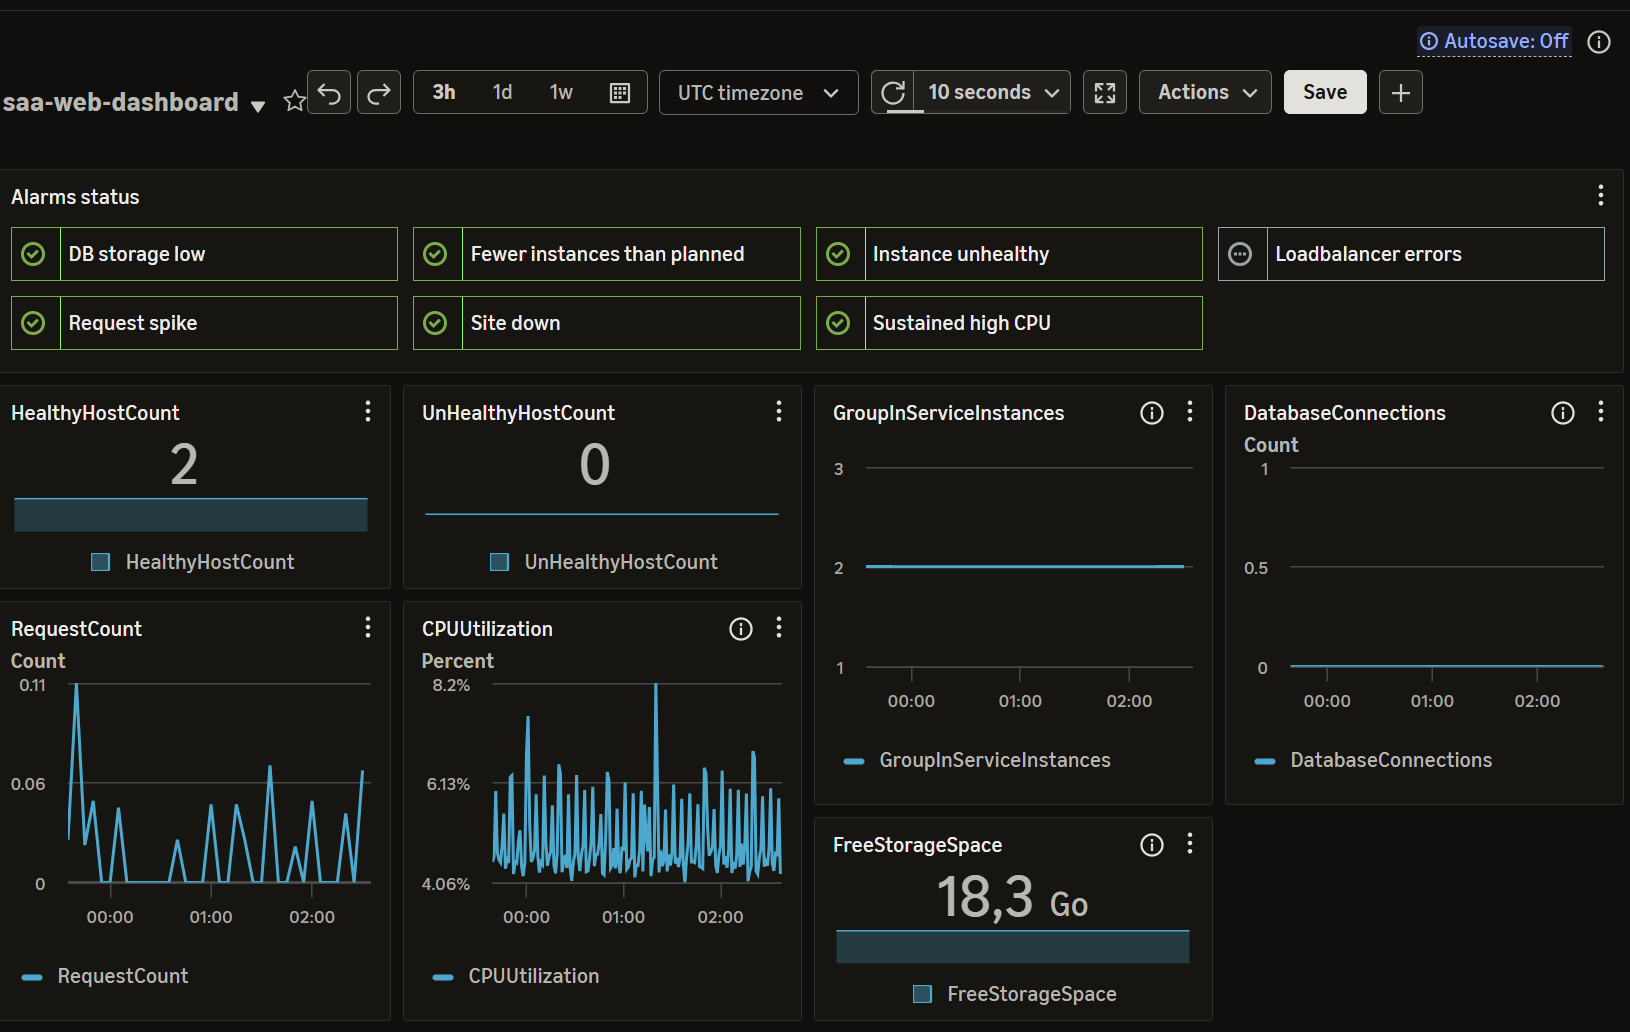 Autosave: Off
saa-web-dashboard
3h 1d 1w UTC timezone 10 seconds Actions Save
Alarms status
DB storage low
Fewer instances than planned
Instance unhealthy
Loadbalancer errors
Request spike
Site down
Sustained high CPU
HealthyHostCount
2
HealthyHostCount
UnHealthyHostCount
0
UnHealthyHostCount
GroupInServiceInstances
3
2
1
00:00 01:00 02:00
GroupInServiceInstances
DatabaseConnections
Count
1
0.5
0
00:00 01:00 02:00
DatabaseConnections
RequestCount
Count
0.11
0.06
0
00:00 01:00 02:00
RequestCount
CPUUtilization
Percent
8.2%
6.13%
4.06%
00:00 01:00 02:00
CPUUtilization
FreeStorageSpace
18,3 Go
FreeStorageSpace